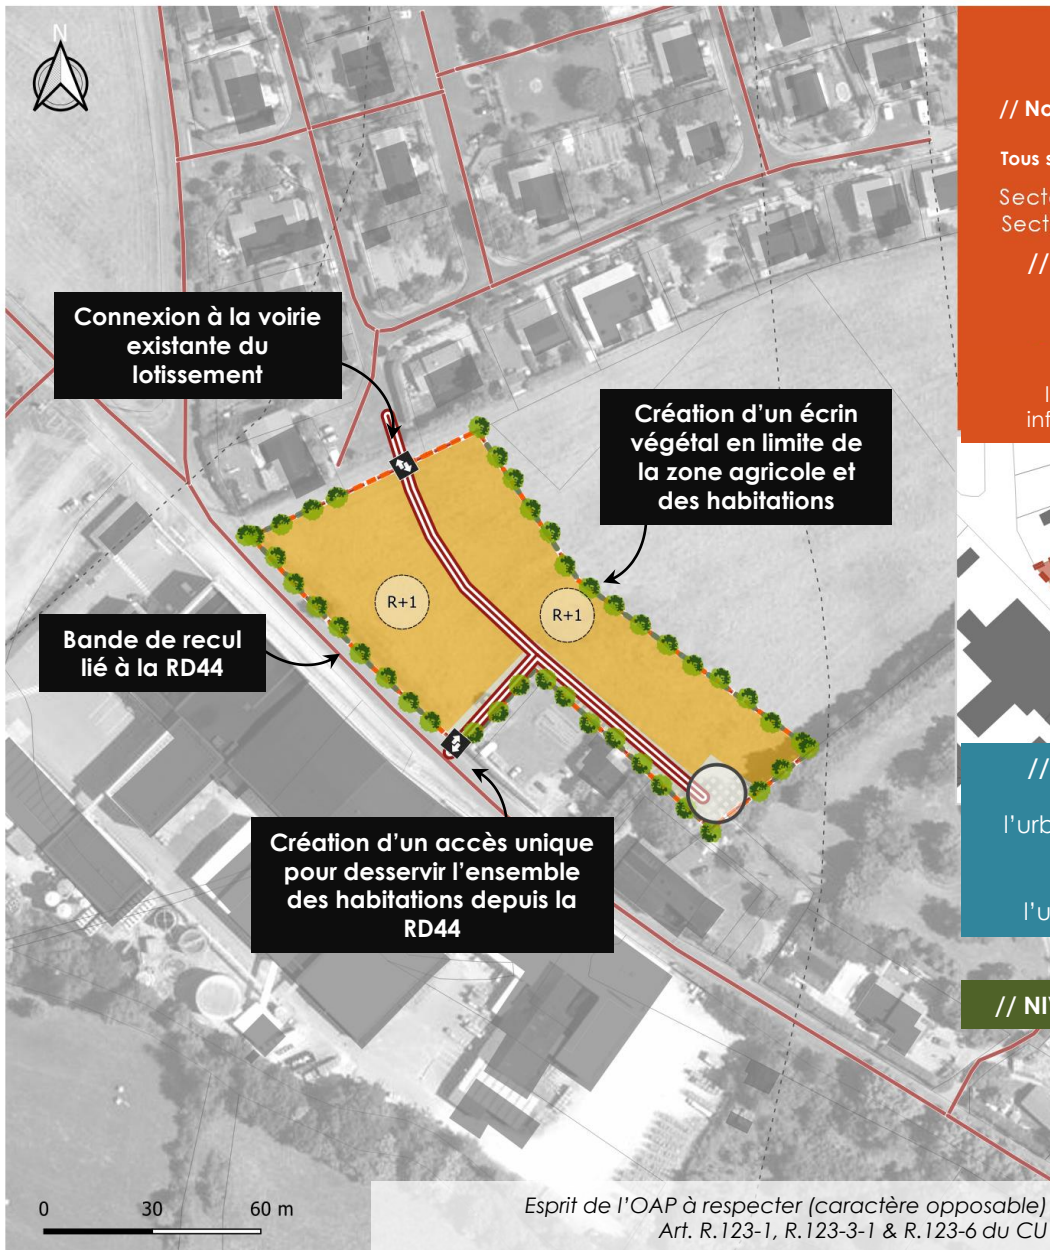 N
Connexion à la voirie
existante du
lotissement
Création d'un écrin
végétal en limite de
la zone agricole et
des habitations
R+1
R+1
Bande de recul
lié à la RD44
Création d'un accès unique
pour desservir l'ensemble
des habitations depuis la
RD44
0 30 60 m
Esprit de l'OAP à respecter (caractère opposable)
Art. R.123-1, R.123-3-1 & R.123-6 du CU
//
Tous
//
//
//